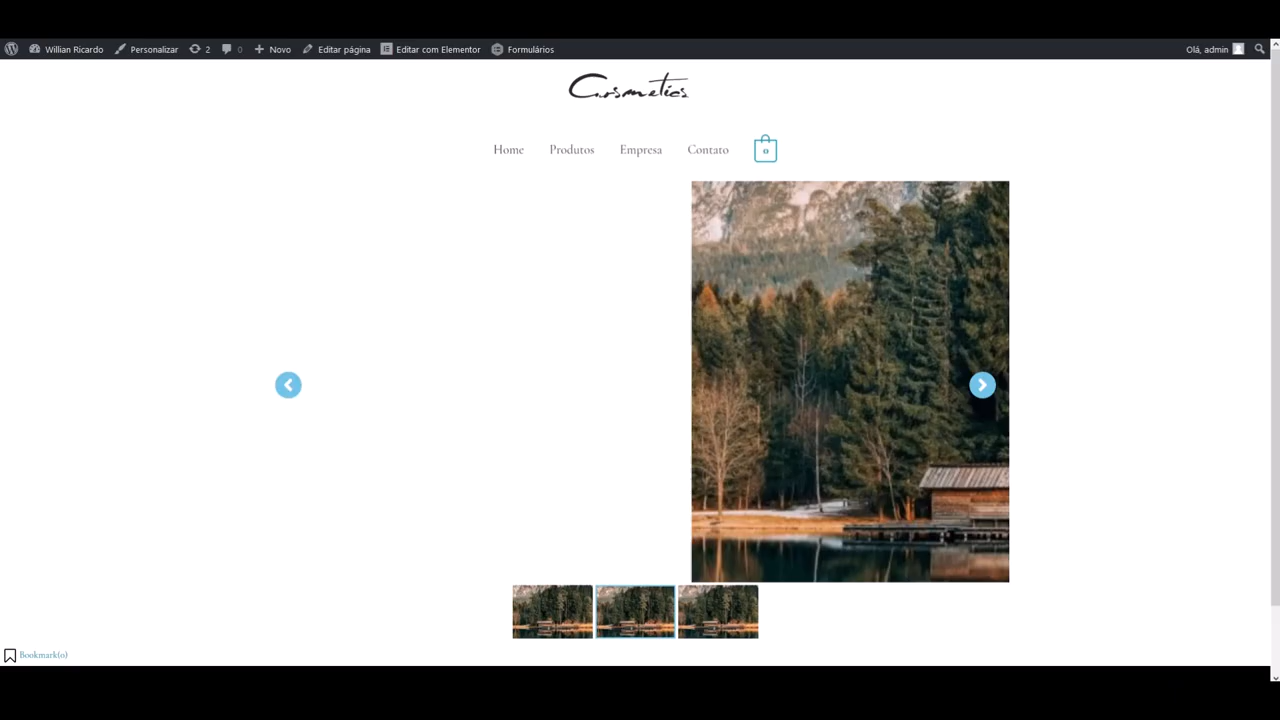 Willian Ricardo Personalizar 2 0 Novo Editar página Editar com Elementor Formulários Olá, admin
Cosmetics
Home Produtos Empresa Contato 0
Bookmark(0)